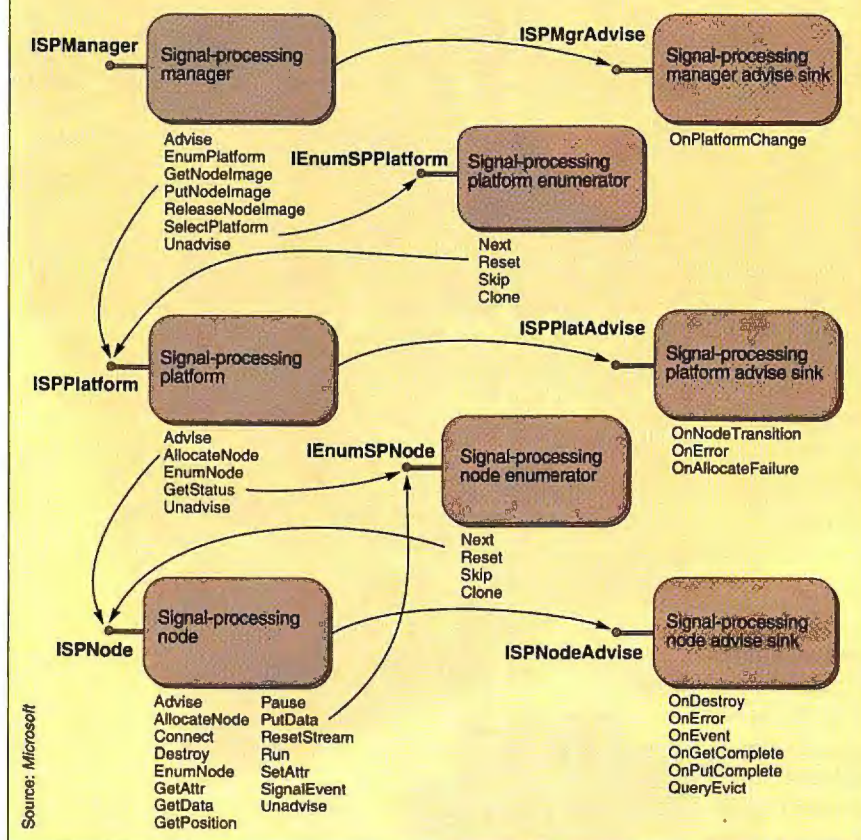 ISPManager
Signal-processing
manager
Advise
EnumPlatform
GetNodeImage
PutNodeImage
ReleaseNodeImage
SelectPlatform
Unadvise
ISPMgrAdvise
Signal-processing
manager advise sink
OnPlatformChange
IEnumSPPlatform
Signal-processing
platform enumerator
Next
Reset
Skip
Clone
ISPPlatform
Signal-processing
platform
Advise
AllocateNode
EnumNode
GetStatus
Unadvise
ISPPlatAdvise
Signal-processing
platform advise sink
OnNodeTransition
OnError
OnAllocateFailure
IEnumSPNode
Signal-processing
node enumerator
Next
Reset
Skip
Clone
ISPNode
Signal-processing
node
Advise
AllocateNode
Connect
Destroy
EnumNode
GetAttr
GetData
GetPosition
Pause
PutData
ResetStream
Run
SetAttr
SignalEvent
Unadvise
ISPNodeAdvise
Signal-processing
node advise sink
OnDestroy
OnError
OnEvent
OnGetComplete
OnPutComplete
QueryEvict
Source: Microsoft